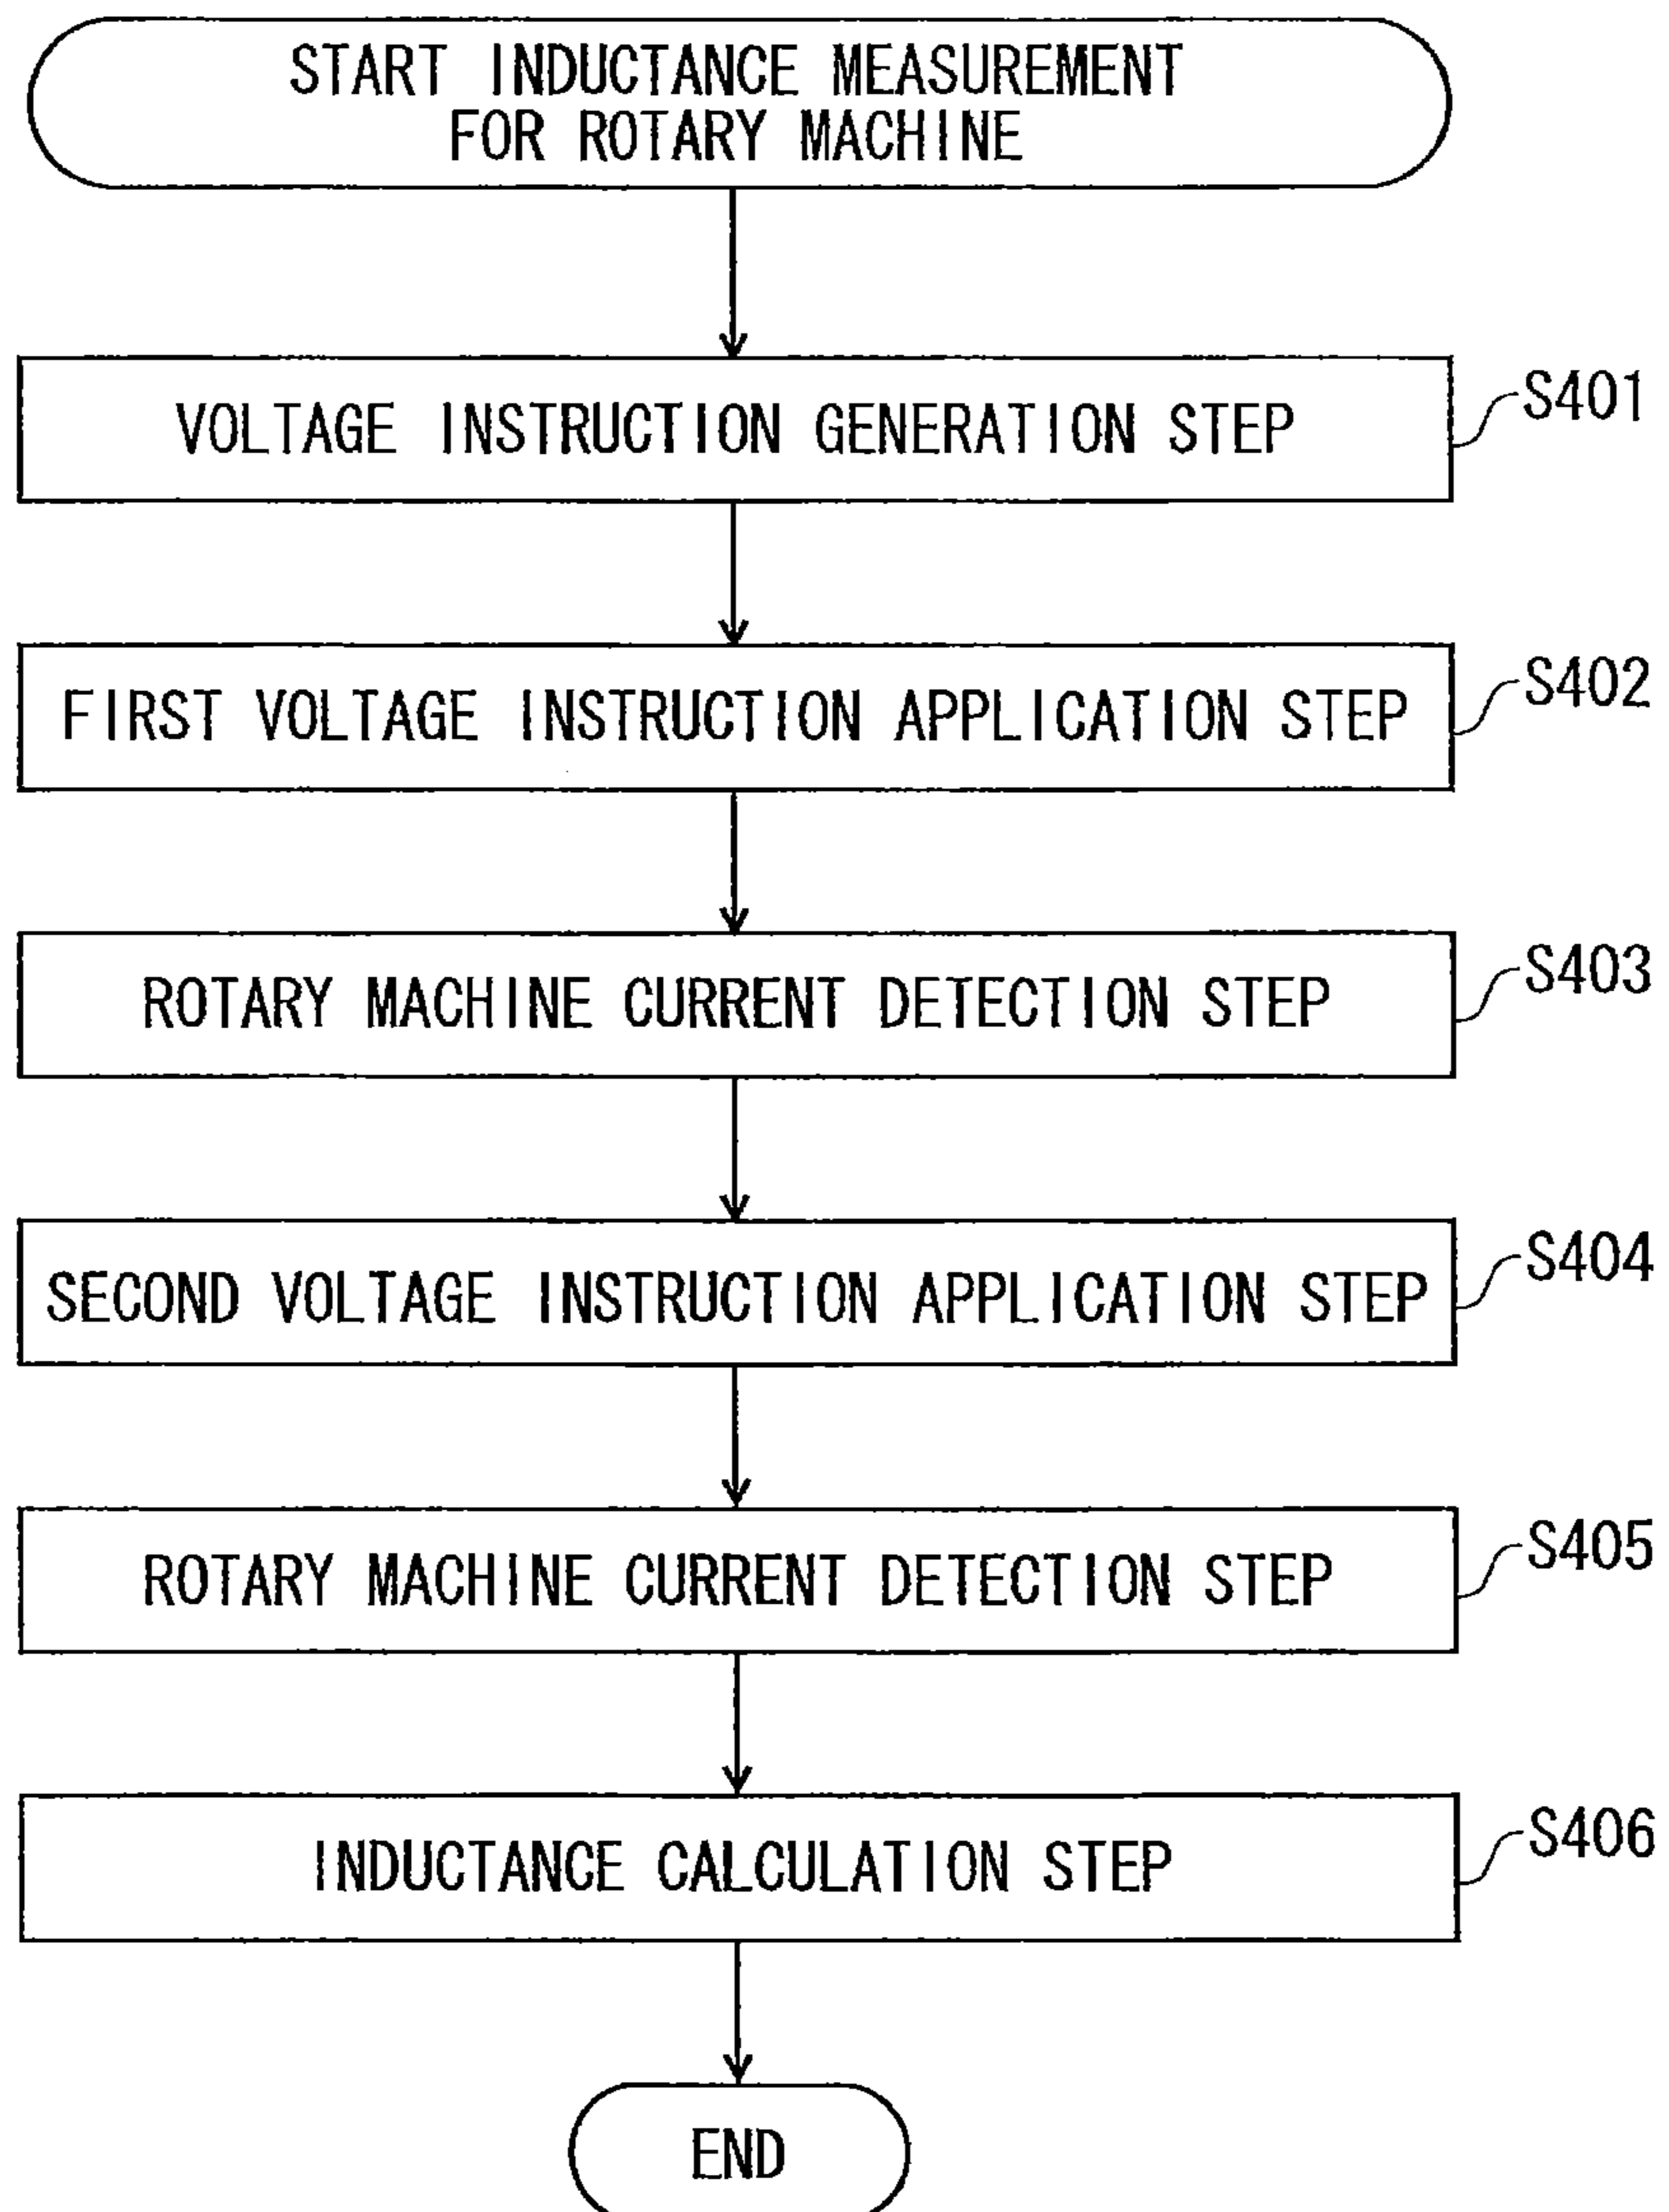 START INDUCTANCE MEASUREMENT
FOR ROTARY MACHINE
VOLTAGE INSTRUCTION GENERATION STEP
S401
FIRST VOLTAGE INSTRUCTION APPLICATION STEP
S402
ROTARY MACHINE CURRENT DETECTION STEP
S403
SECOND VOLTAGE INSTRUCTION APPLICATION STEP
S404
ROTARY MACHINE CURRENT DETECTION STEP
S405
INDUCTANCE CALCULATION STEP
S406
END